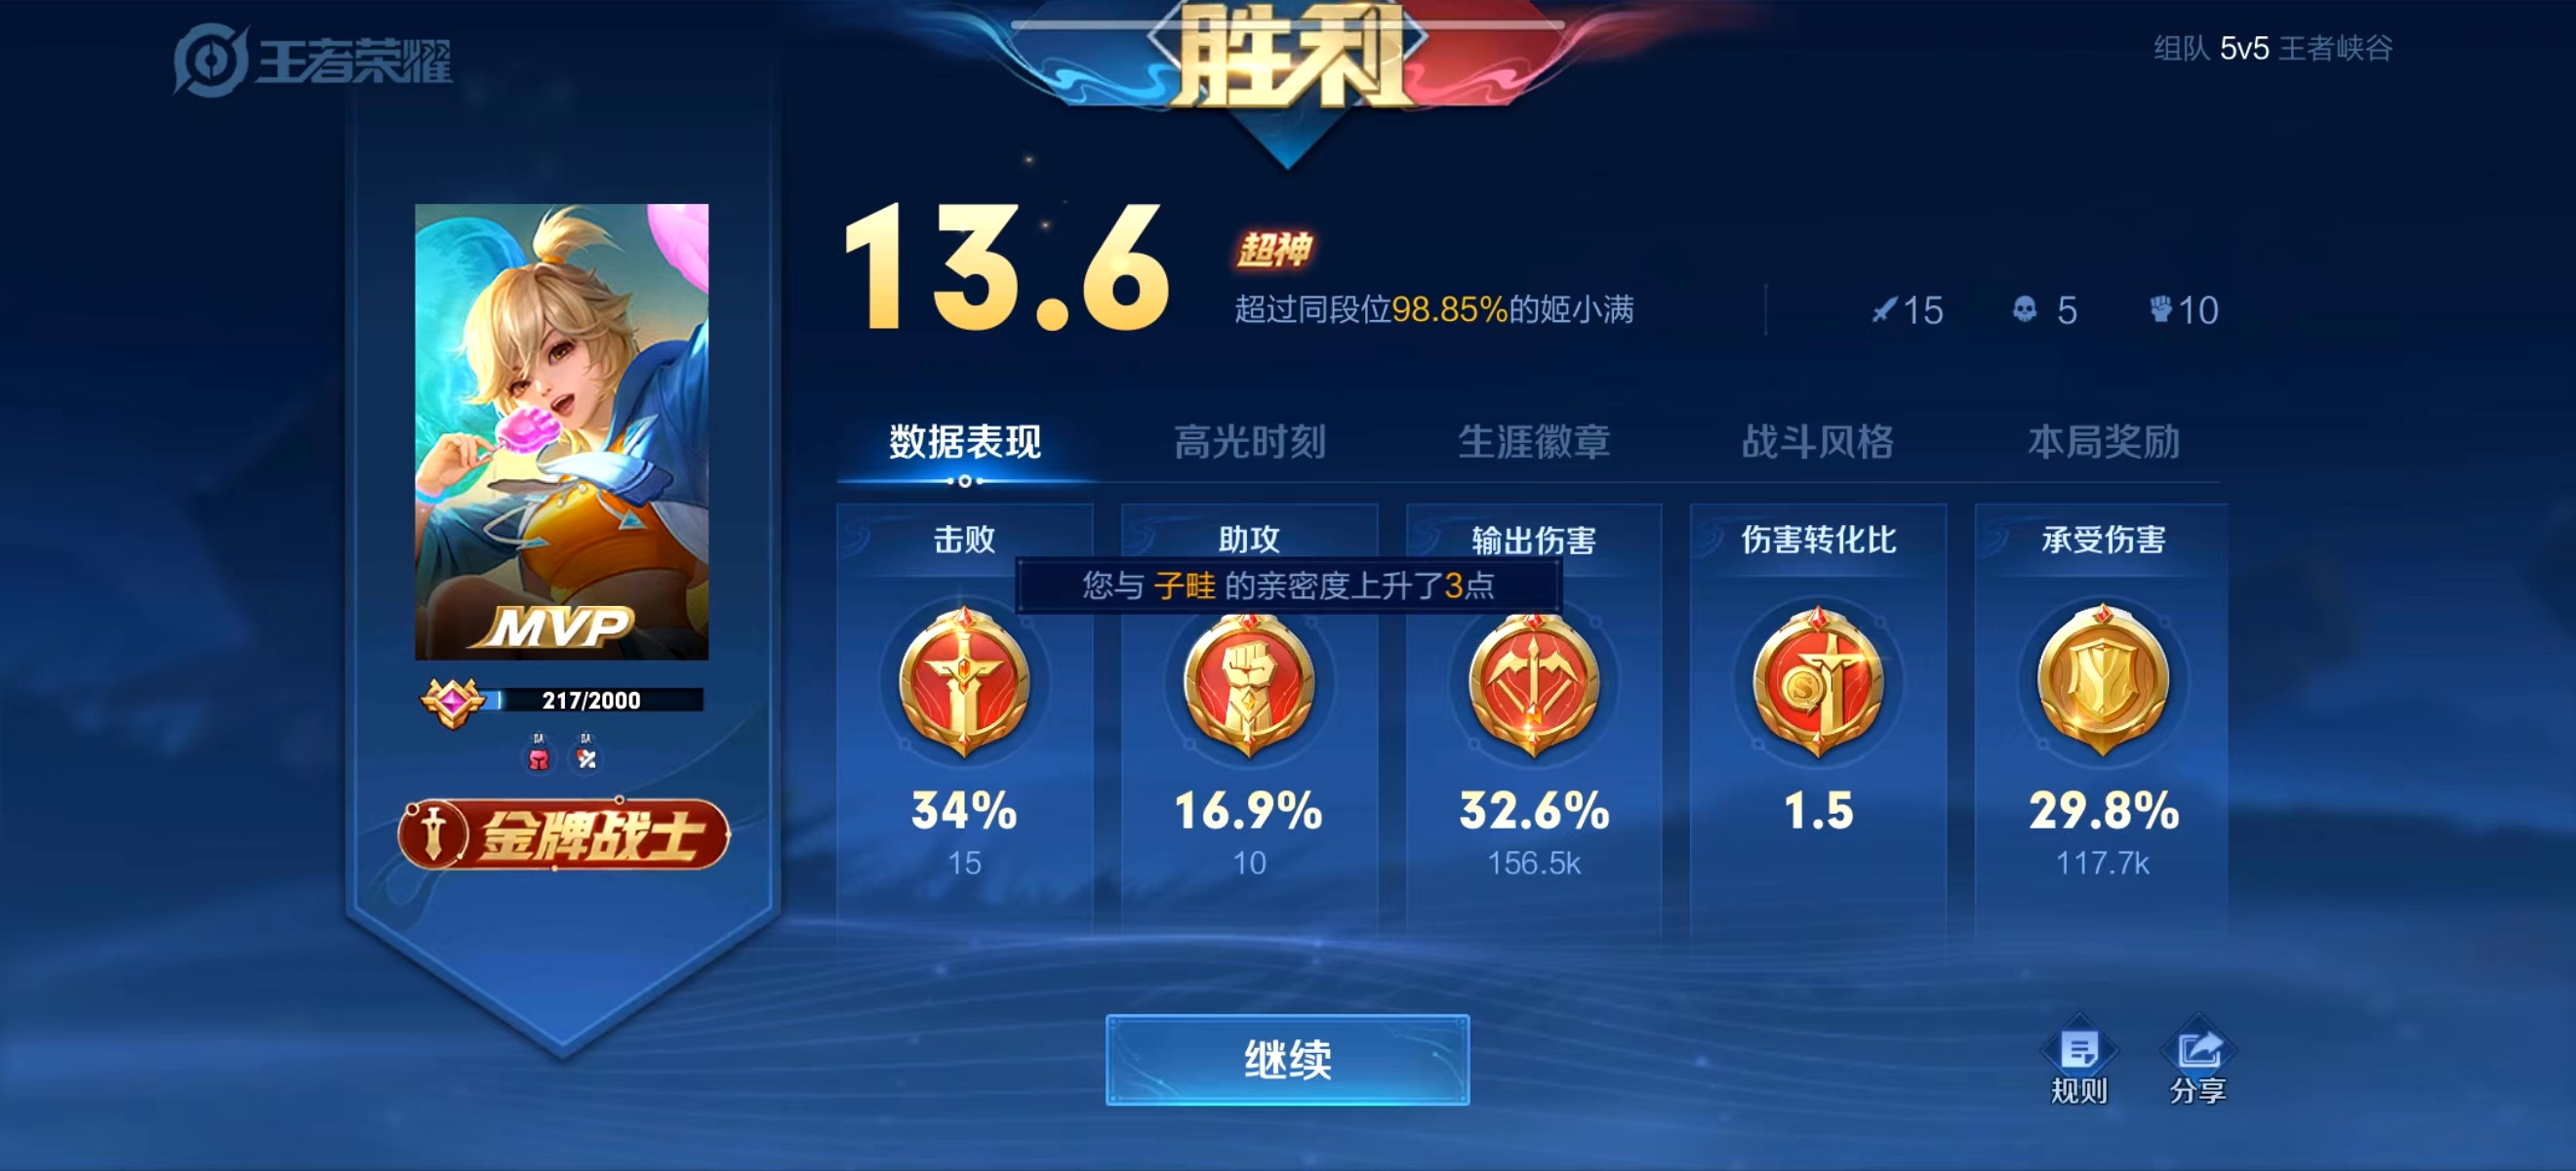 王者荣耀
胜利
组队 5v5 王者峡谷
13.6
超神
超过同段位98.85%的姬小满
15
5
10
MVP
217/2000
队
队
金牌战士
数据表现
高光时刻
生涯徽章
战斗风格
本局奖励
击败
助攻
输出伤害
伤害转化比
承受伤害
您与 子畦 的亲密度上升了3点
34%
16.9%
32.6%
1.5
29.8%
15
10
156.5k
117.7k
继续
规则
分享